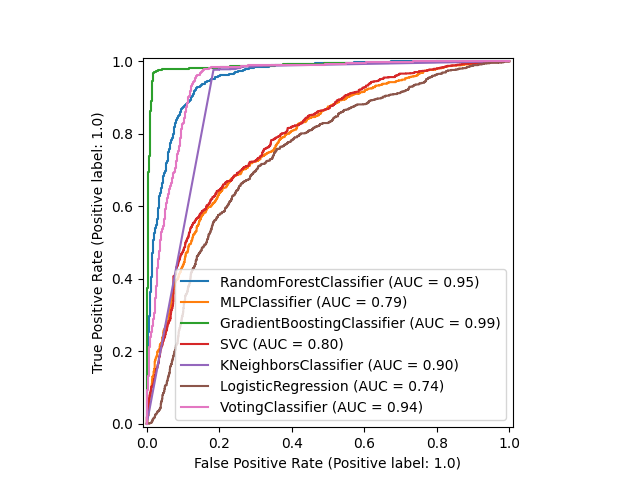 1.0
0.8
0.6
0.4
0.2
0.0
True Positive Rate (Positive label: 1.0)
RandomForestClassifier (AUC = 0.95)
MLPClassifier (AUC = 0.79)
GradientBoostingClassifier (AUC = 0.99)
SVC (AUC = 0.80)
KNeighborsClassifier (AUC = 0.90)
LogisticRegression (AUC = 0.74)
VotingClassifier (AUC = 0.94)
0.0 0.2 0.4 0.6 0.8 1.0
False Positive Rate (Positive label: 1.0)